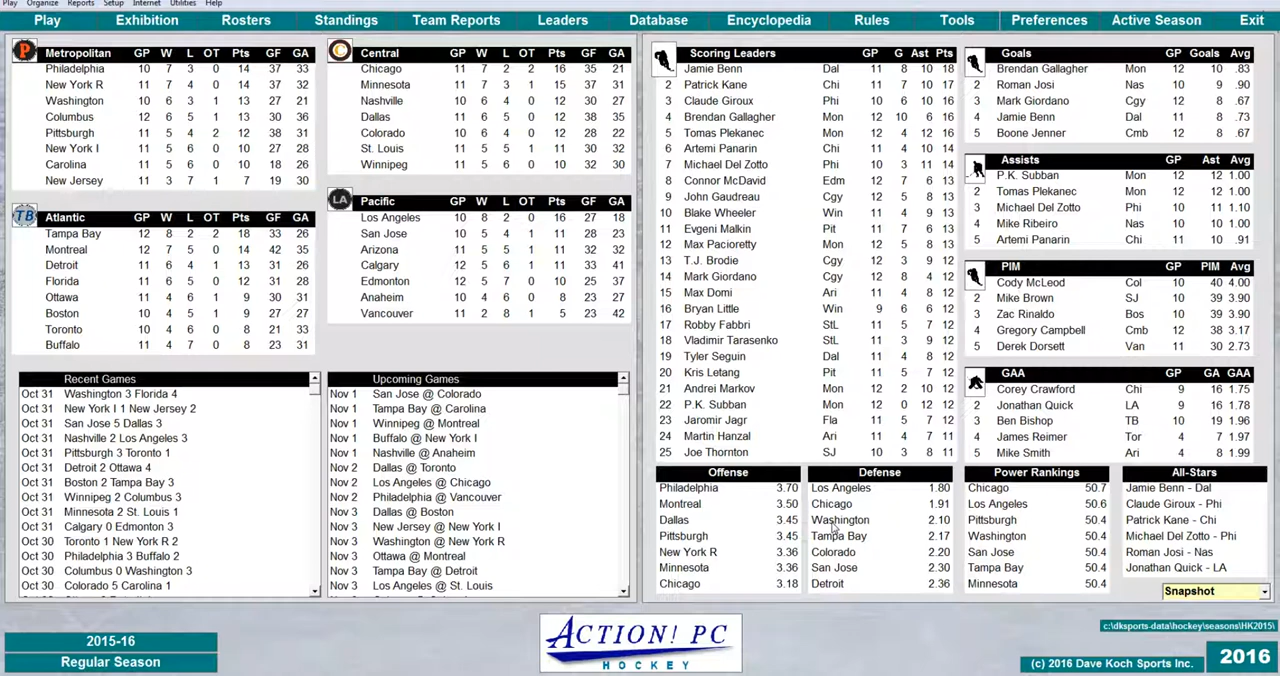 Play Organize Reports Setup Internet Utilities Help
Play Exhibition Rosters Standings Team Reports Leaders Database Encyclopedia Rules Tools Preferences Active Season Exit
P Metropolitan GP W L OT Pts GF GA
Philadelphia 10 7 3 0 14 37 33
New York R 11 7 4 0 14 37 32
Washington 10 6 3 1 13 27 21
Columbus 12 6 5 1 13 30 36
Pittsburgh 11 5 4 2 12 38 31
New York I 11 5 6 0 10 27 28
Carolina 11 5 6 0 10 18 26
New Jersey 11 3 7 1 7 19 30
TB Atlantic GP W L OT Pts GF GA
Tampa Bay 12 8 2 2 18 33 26
Montreal 12 7 5 0 14 42 35
Detroit 11 6 4 1 13 31 26
Florida 11 6 5 0 12 31 28
Ottawa 11 4 6 1 9 30 31
Boston 10 4 5 1 9 27 27
Toronto 10 4 6 0 8 21 33
Buffalo 11 4 7 0 8 23 31
C Central GP W L OT Pts GF GA
Chicago 11 7 2 2 16 35 21
Minnesota 11 7 3 1 15 37 31
Nashville 10 6 4 0 12 30 27
Dallas 11 6 5 0 12 38 35
Colorado 10 6 4 0 12 28 22
St. Louis 11 5 5 1 11 30 32
Winnipeg 11 5 6 0 10 32 30
LA Pacific GP W L OT Pts GF GA
Los Angeles 10 8 2 0 16 27 18
San Jose 10 5 4 1 11 28 23
Arizona 11 5 5 1 11 32 32
Calgary 12 5 6 1 11 33 41
Edmonton 12 5 7 0 10 25 37
Anaheim 10 4 6 0 8 23 27
Vancouver 11 2 8 1 5 23 42
Recent Games
Oct 31 Washington 3 Florida 4
Oct 31 New York I 1 New Jersey 2
Oct 31 San Jose 5 Dallas 3
Oct 31 Nashville 2 Los Angeles 3
Oct 31 Pittsburgh 3 Toronto 1
Oct 31 Detroit 2 Ottawa 4
Oct 31 Boston 2 Tampa Bay 3
Oct 31 Winnipeg 2 Columbus 3
Oct 31 Minnesota 2 St. Louis 1
Oct 31 Calgary 0 Edmonton 3
Oct 30 Toronto 1 New York R 2
Oct 30 Philadelphia 3 Buffalo 2
Oct 30 Columbus 0 Washington 3
Oct 30 Colorado 5 Carolina 1
Upcoming Games
Nov 1 San Jose @ Colorado
Nov 1 Tampa Bay @ Carolina
Nov 1 Winnipeg @ Montreal
Nov 1 Buffalo @ New York I
Nov 1 Nashville @ Anaheim
Nov 2 Dallas @ Toronto
Nov 2 Los Angeles @ Chicago
Nov 2 Philadelphia @ Vancouver
Nov 3 Dallas @ Boston
Nov 3 New Jersey @ New York I
Nov 3 Washington @ New York R
Nov 3 Ottawa @ Montreal
Nov 3 Tampa Bay @ Detroit
Nov 3 Los Angeles @ St. Louis
Scoring Leaders GP G Ast Pts
Jamie Benn Dal 11 8 10 18
2 Patrick Kane Chi 11 7 10 17
3 Claude Giroux Phi 10 6 10 16
4 Brendan Gallagher Mon 12 10 6 16
5 Tomas Plekanec Mon 12 4 12 16
6 Artemi Panarin Chi 11 4 10 14
7 Michael Del Zotto Phi 10 3 11 14
8 Connor McDavid Edm 12 7 6 13
9 John Gaudreau Cgy 12 5 8 13
10 Blake Wheeler Win 11 4 9 13
11 Evgeni Malkin Pit 11 7 6 13
12 Max Pacioretty Mon 12 5 8 13
13 T.J. Brodie Cgy 12 3 9 12
14 Mark Giordano Cgy 12 8 4 12
15 Max Domi Ari 11 4 8 12
16 Bryan Little Win 9 6 6 12
17 Robby Fabbri StL 11 5 7 12
18 Vladimir Tarasenko StL 11 3 9 12
19 Tyler Seguin Dal 11 4 8 12
20 Kris Letang Pit 11 5 7 12
21 Andrei Markov Mon 12 2 10 12
22 P.K. Subban Mon 12 0 12 12
23 Jaromir Jagr Fla 11 5 7 12
24 Martin Hanzal Ari 11 4 7 11
25 Joe Thornton SJ 10 3 8 11
Goals GP Goals Avg
Brendan Gallagher Mon 12 10 .83
2 Roman Josi Nas 10 9 .90
3 Mark Giordano Cgy 12 8 .67
4 Jamie Benn Dal 11 8 .73
5 Boone Jenner Cmb 12 8 .67
Assists GP Ast Avg
P.K. Subban Mon 12 12 1.00
2 Tomas Plekanec Mon 12 12 1.00
3 Michael Del Zotto Phi 10 11 1.10
4 Mike Ribeiro Nas 10 10 1.00
5 Artemi Panarin Chi 11 10 .91
PIM GP PIM Avg
Cody McLeod Col 10 40 4.00
2 Mike Brown SJ 10 39 3.90
3 Zac Rinaldo Bos 10 39 3.90
4 Gregory Campbell Cmb 12 38 3.17
5 Derek Dorsett Van 11 30 2.73
GAA GP GA GAA
Corey Crawford Chi 9 16 1.75
2 Jonathan Quick LA 9 16 1.78
3 Ben Bishop TB 10 19 1.96
4 James Reimer Tor 4 7 1.97
5 Mike Smith Ari 4 8 1.99
Offense
Philadelphia 3.70
Montreal 3.50
Dallas 3.45
Pittsburgh 3.45
New York R 3.36
Minnesota 3.36
Chicago 3.18
Defense
Los Angeles 1.80
Chicago 1.91
Washington 2.10
Tampa Bay 2.17
Colorado 2.20
San Jose 2.30
Detroit 2.36
Power Rankings
Chicago 50.7
Los Angeles 50.6
Pittsburgh 50.4
Washington 50.4
San Jose 50.4
Tampa Bay 50.4
Minnesota 50.4
All-Stars
Jamie Benn - Dal
Claude Giroux - Phi
Patrick Kane - Chi
Michael Del Zotto - Phi
Roman Josi - Nas
Jonathan Quick - LA
Snapshot
2015-16
Regular Season
ACTION! PC
HOCKEY
c:\dksports-data\hockey\seasons\HK2015\
(c) 2016 Dave Koch Sports Inc.
2016